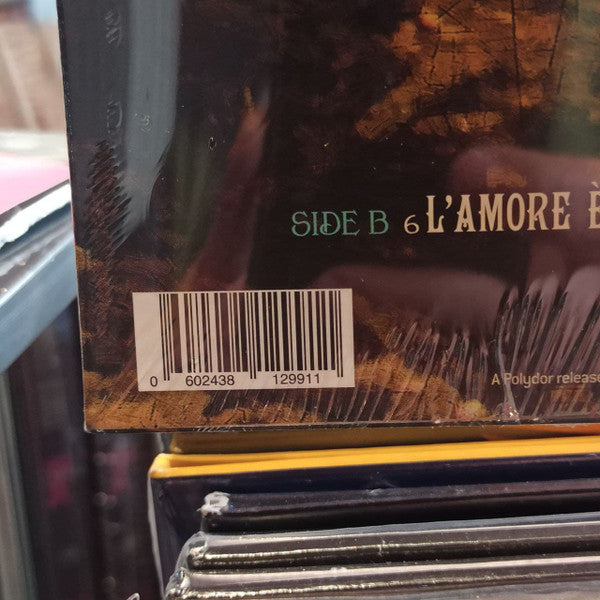 SIDE B 6 L'AMORE È
0 602438 129911
A Polydor release